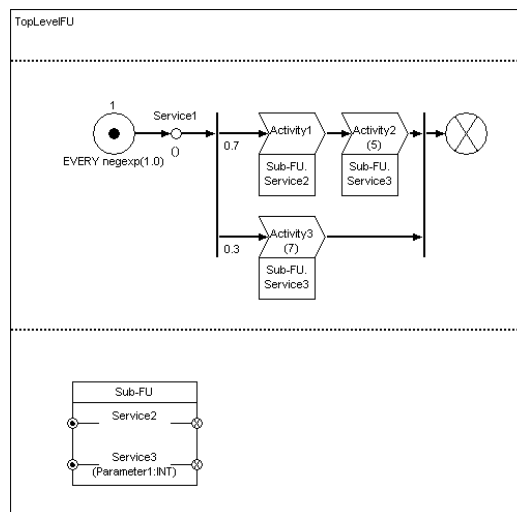 TopLevelFU
1
Service1
EVERY negexp(1.0)
()
0.7
Activity1
Sub-FU.
Service2
Activity2
(5)
Sub-FU.
Service3
0.3
Activity3
(7)
Sub-FU.
Service3
Sub-FU
Service2
Service3
(Parameter1:INT)